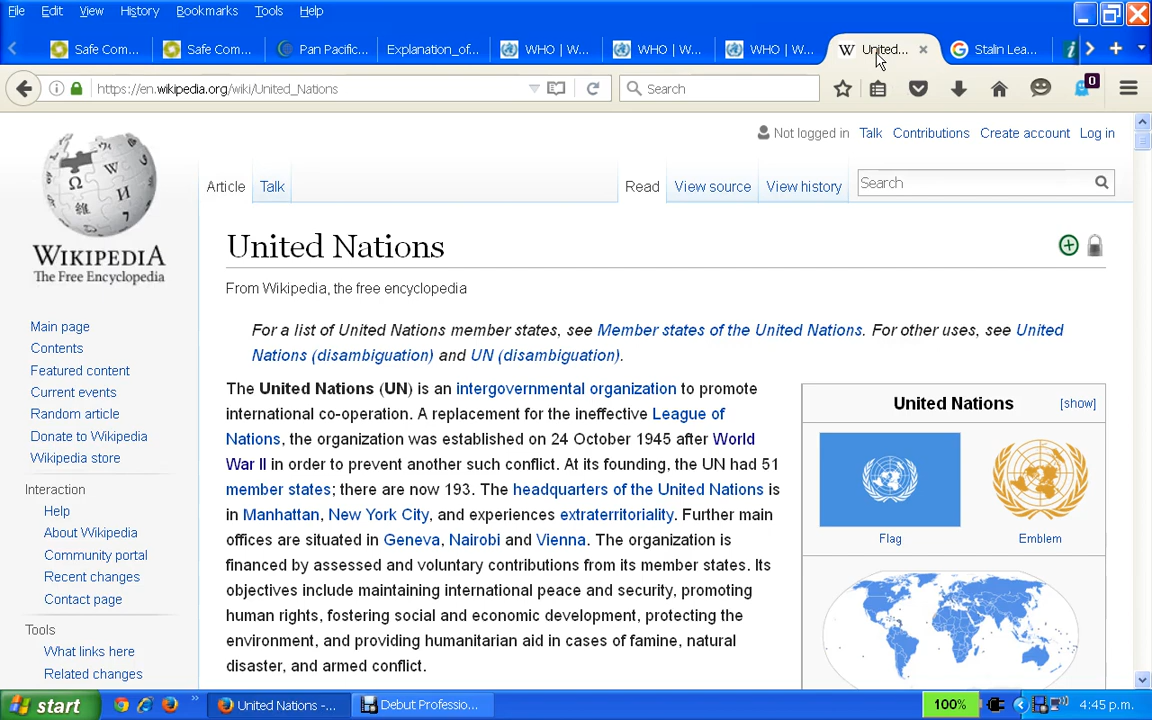 File Edit View History Bookmarks Tools Help
Safe Com... Safe Com... Pan Pacific... Explanation_of... WHO | W... WHO | W... WHO | W... W United... Stalin Lea...
https://en.wikipedia.org/wiki/United_Nations Search 0
Not logged in Talk Contributions Create account Log in
Article Talk Read View source View history Search
WIKIPEDIA
The Free Encyclopedia
Main page
Contents
Featured content
Current events
Random article
Donate to Wikipedia
Wikipedia store
Interaction
Help
About Wikipedia
Community portal
Recent changes
Contact page
Tools
What links here
Related changes
United Nations
From Wikipedia, the free encyclopedia
For a list of United Nations member states, see Member states of the United Nations. For other uses, see United
Nations (disambiguation) and UN (disambiguation).
The United Nations (UN) is an intergovernmental organization to promote
international co-operation. A replacement for the ineffective League of
Nations, the organization was established on 24 October 1945 after World
War II in order to prevent another such conflict. At its founding, the UN had 51
member states; there are now 193. The headquarters of the United Nations is
in Manhattan, New York City, and experiences extraterritoriality. Further main
offices are situated in Geneva, Nairobi and Vienna. The organization is
financed by assessed and voluntary contributions from its member states. Its
objectives include maintaining international peace and security, promoting
human rights, fostering social and economic development, protecting the
environment, and providing humanitarian aid in cases of famine, natural
disaster, and armed conflict.
United Nations [show]
Flag Emblem
start United Nations -... Debut Professio... 100% 4:45 p.m.